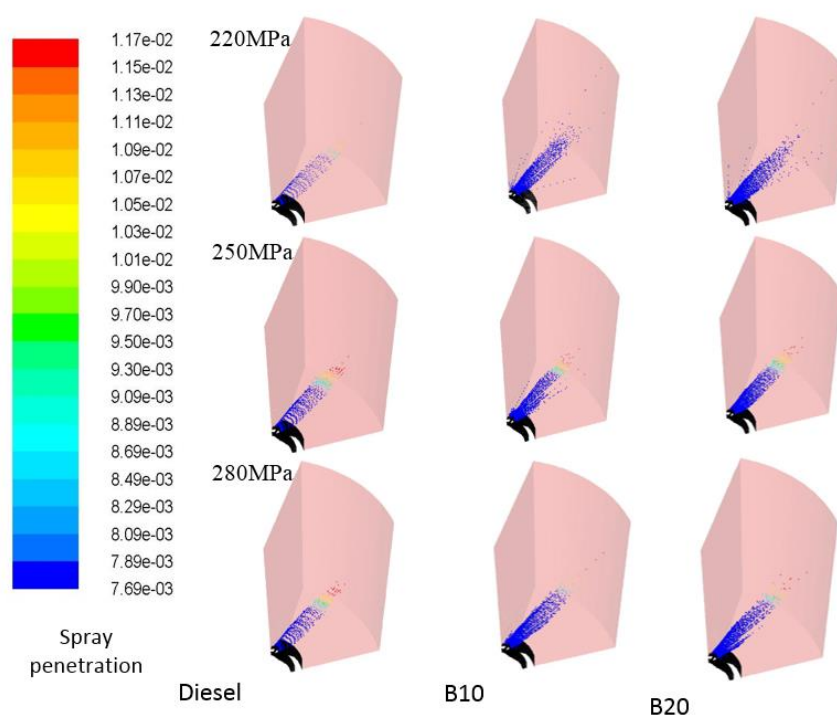 1.17e-02
1.15e-02
1.13e-02
1.11e-02
1.09e-02
1.07e-02
1.05e-02
1.03e-02
1.01e-02
9.90e-03
9.70e-03
9.50e-03
9.30e-03
9.09e-03
8.89e-03
8.69e-03
8.49e-03
8.29e-03
8.09e-03
7.89e-03
7.69e-03
Spray
penetration
220MPa
250MPa
280MPa
Diesel
B10
B20